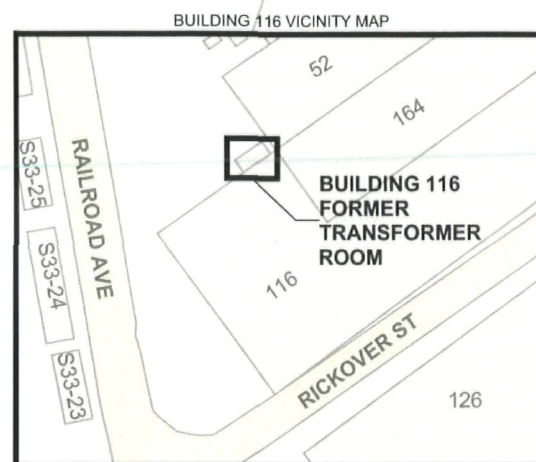 BUILDING 116 VICINITY MAP
52
164
S33-25
RAILROAD AVE
BUILDING 116
FORMER
TRANSFORMER
ROOM
S33-24
116
S33-23
RICKOVER ST
126